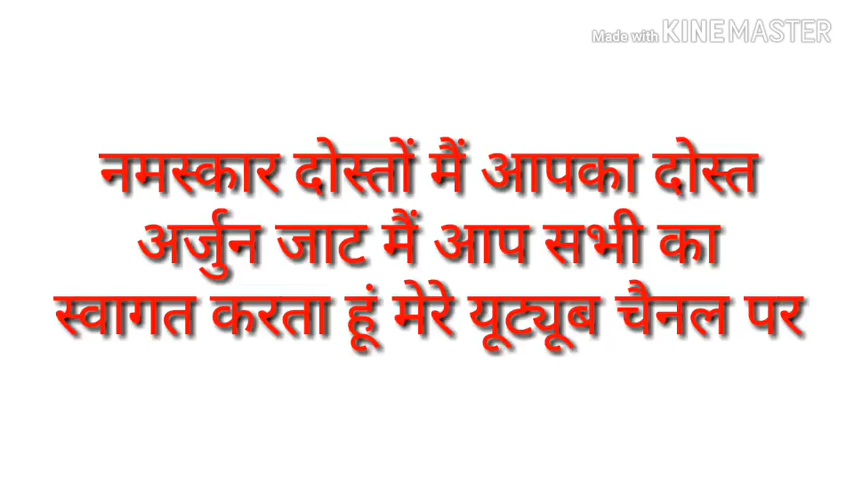 Made with KINEMASTER
नमस्कार दोस्तों मैं आपका दोस्त
अर्जुन जाट मैं आप सभी का
स्वागत करता हूं मेरे यूट्यूब चैनल पर